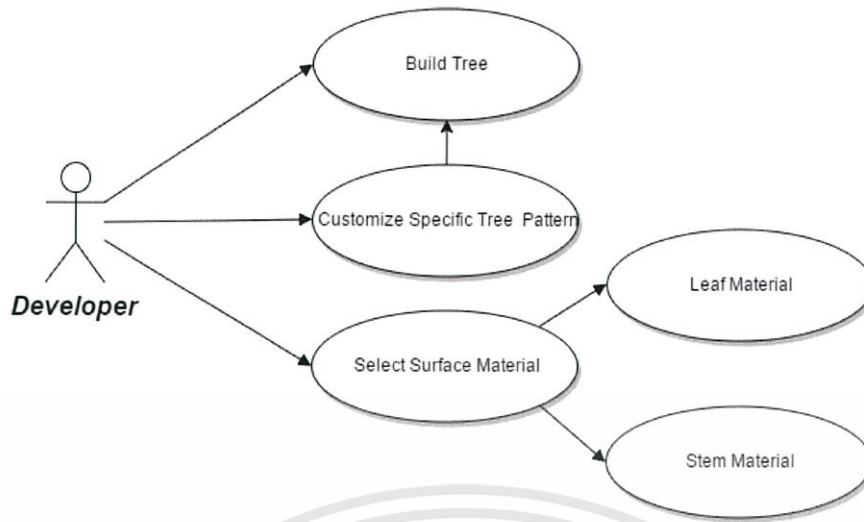 Build Tree
Customize Specific Tree Pattern
Developer
Leaf Material
Select Surface Material
Stem Material